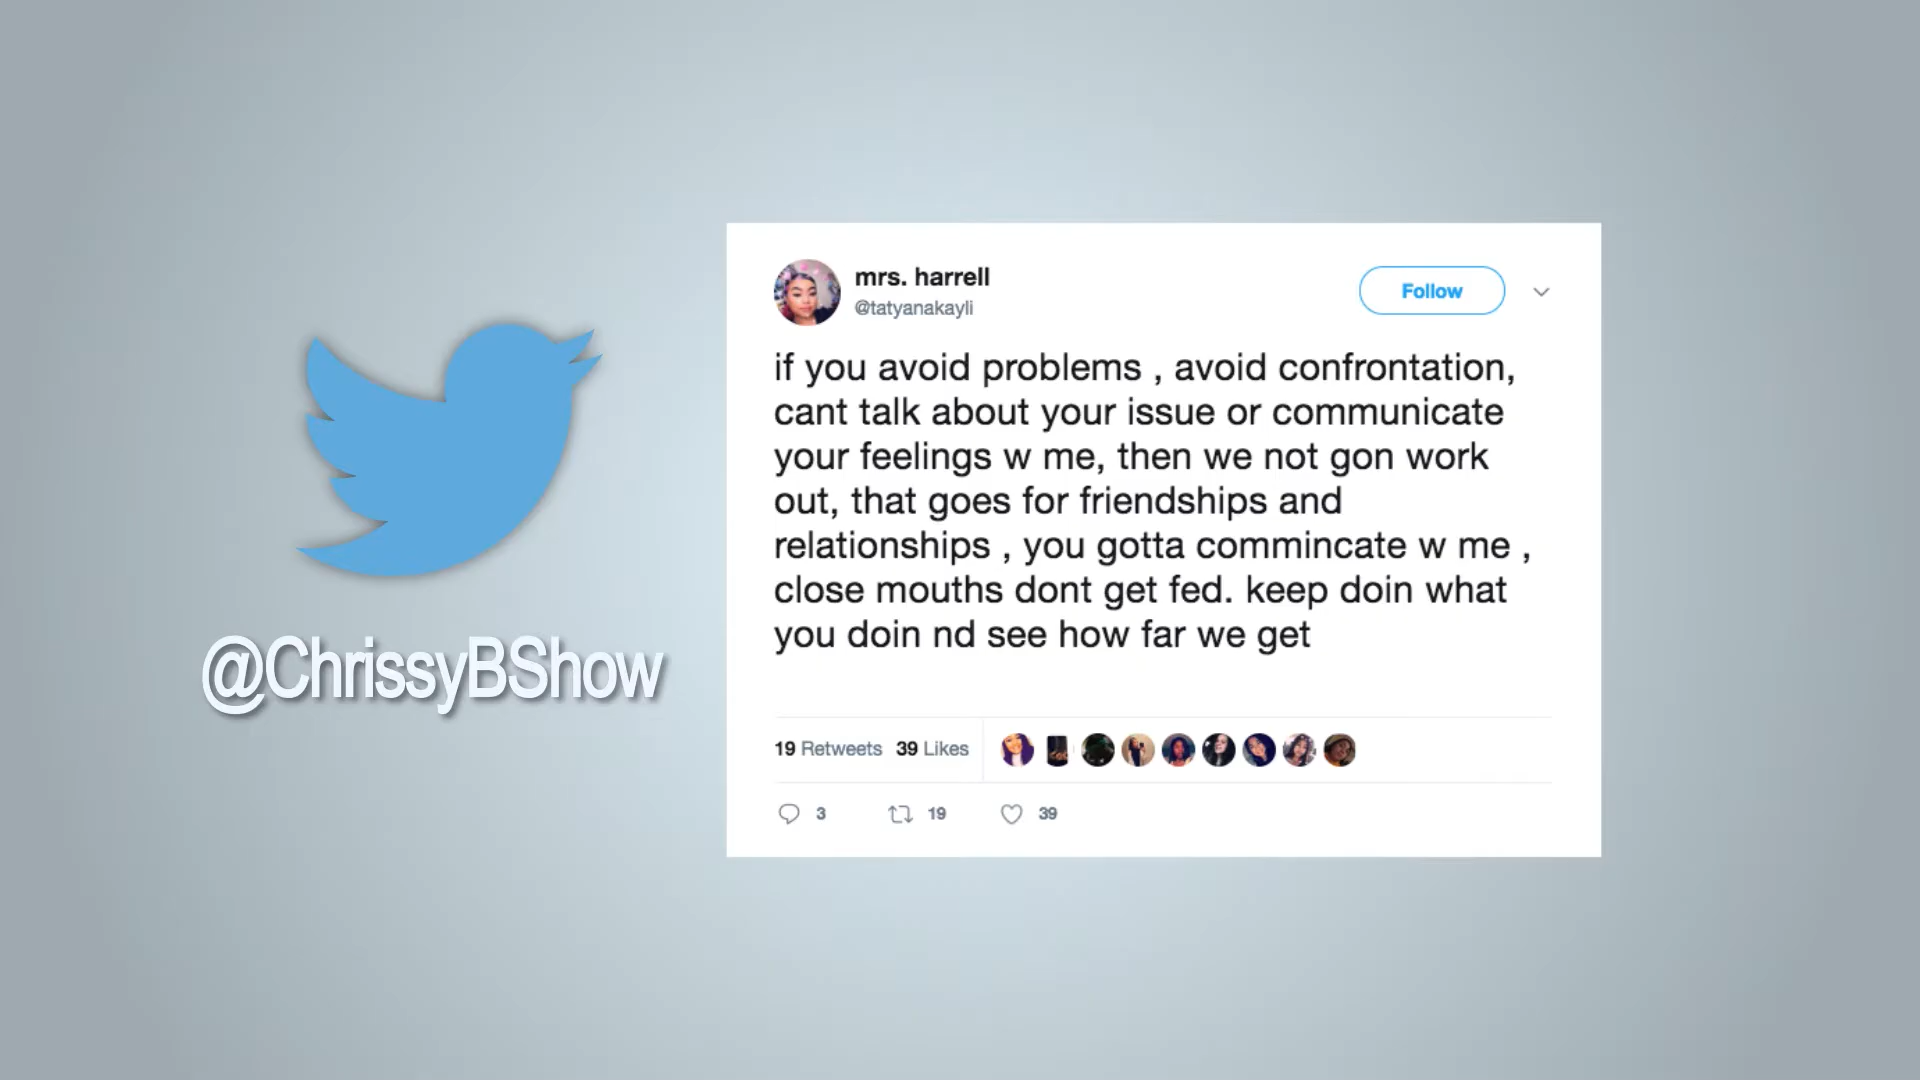 @ChrissyBShow
mrs. harrell
@tatyanakayli
Follow
if you avoid problems , avoid confrontation,
cant talk about your issue or communicate
your feelings w me, then we not gon work
out, that goes for friendships and
relationships , you gotta commincate w me ,
close mouths dont get fed. keep doin what
you doin nd see how far we get
19 Retweets 39 Likes
3 19 39